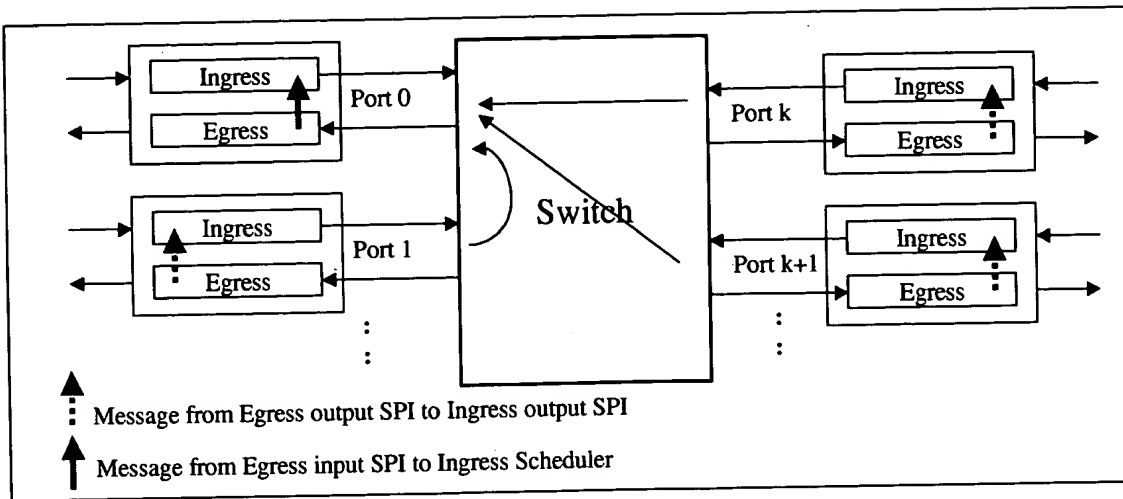 Ingress
Egress
Port 0
Ingress
Egress
Port 1
Switch
Port k
Ingress
Egress
Port k+1
Ingress
Egress
Message from Egress output SPI to Ingress output SPI
Message from Egress input SPI to Ingress Scheduler